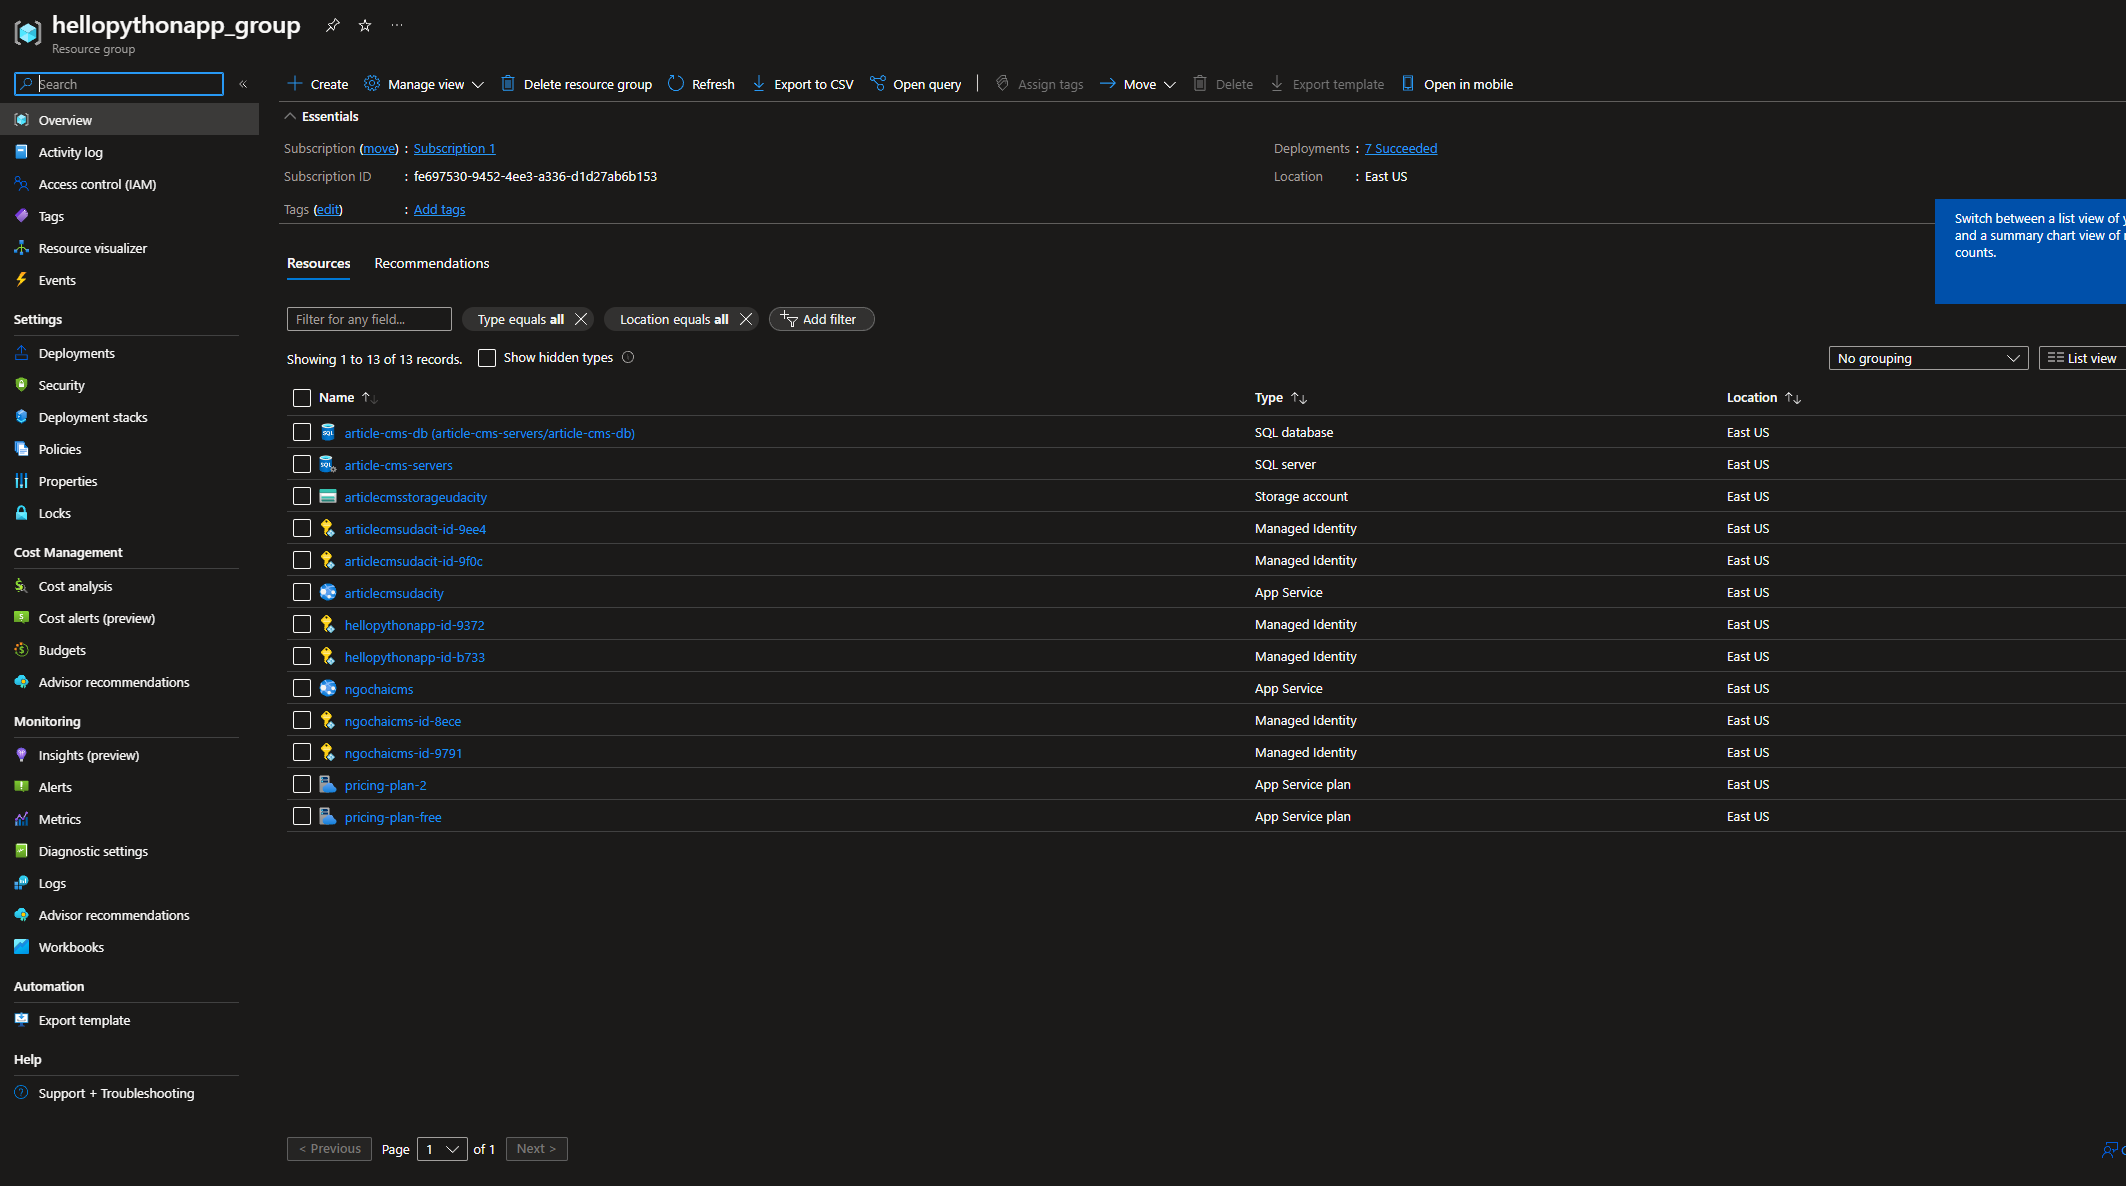 hellopythonapp_group
Resource group
Search
Overview
Activity log
Access control (IAM)
Tags
Resource visualizer
Events
Settings
Deployments
Security
Deployment stacks
Policies
Properties
Locks
Cost Management
Cost analysis
Cost alerts (preview)
Budgets
Advisor recommendations
Monitoring
Insights (preview)
Alerts
Metrics
Diagnostic settings
Logs
Advisor recommendations
Workbooks
Automation
Export template
Help
Support + Troubleshooting
Create Manage view Delete resource group Refresh Export to CSV Open query Assign tags Move Delete Export template Open in mobile
Essentials
Subscription (move) : Subscription 1 Deployments : 7 Succeeded
Subscription ID : fe697530-9452-4ee3-a336-d1d27ab6b153 Location : East US
Tags (edit) : Add tags
Switch between a list view of
and a summary chart view of
counts.
Resources Recommendations
Filter for any field... Type equals all Location equals all Add filter
Showing 1 to 13 of 13 records. Show hidden types No grouping List view
Name Type Location
article-cms-db (article-cms-servers/article-cms-db) SQL database East US
article-cms-servers SQL server East US
articlecmsstorageudacity Storage account East US
articlecmsudacit-id-9ee4 Managed Identity East US
articlecmsudacit-id-9f0c Managed Identity East US
articlecmsudacity App Service East US
hellopythonapp-id-9372 Managed Identity East US
hellopythonapp-id-b733 Managed Identity East US
ngochaicms App Service East US
ngochaicms-id-8ece Managed Identity East US
ngochaicms-id-9791 Managed Identity East US
pricing-plan-2 App Service plan East US
pricing-plan-free App Service plan East US
< Previous Page 1 of 1 Next >